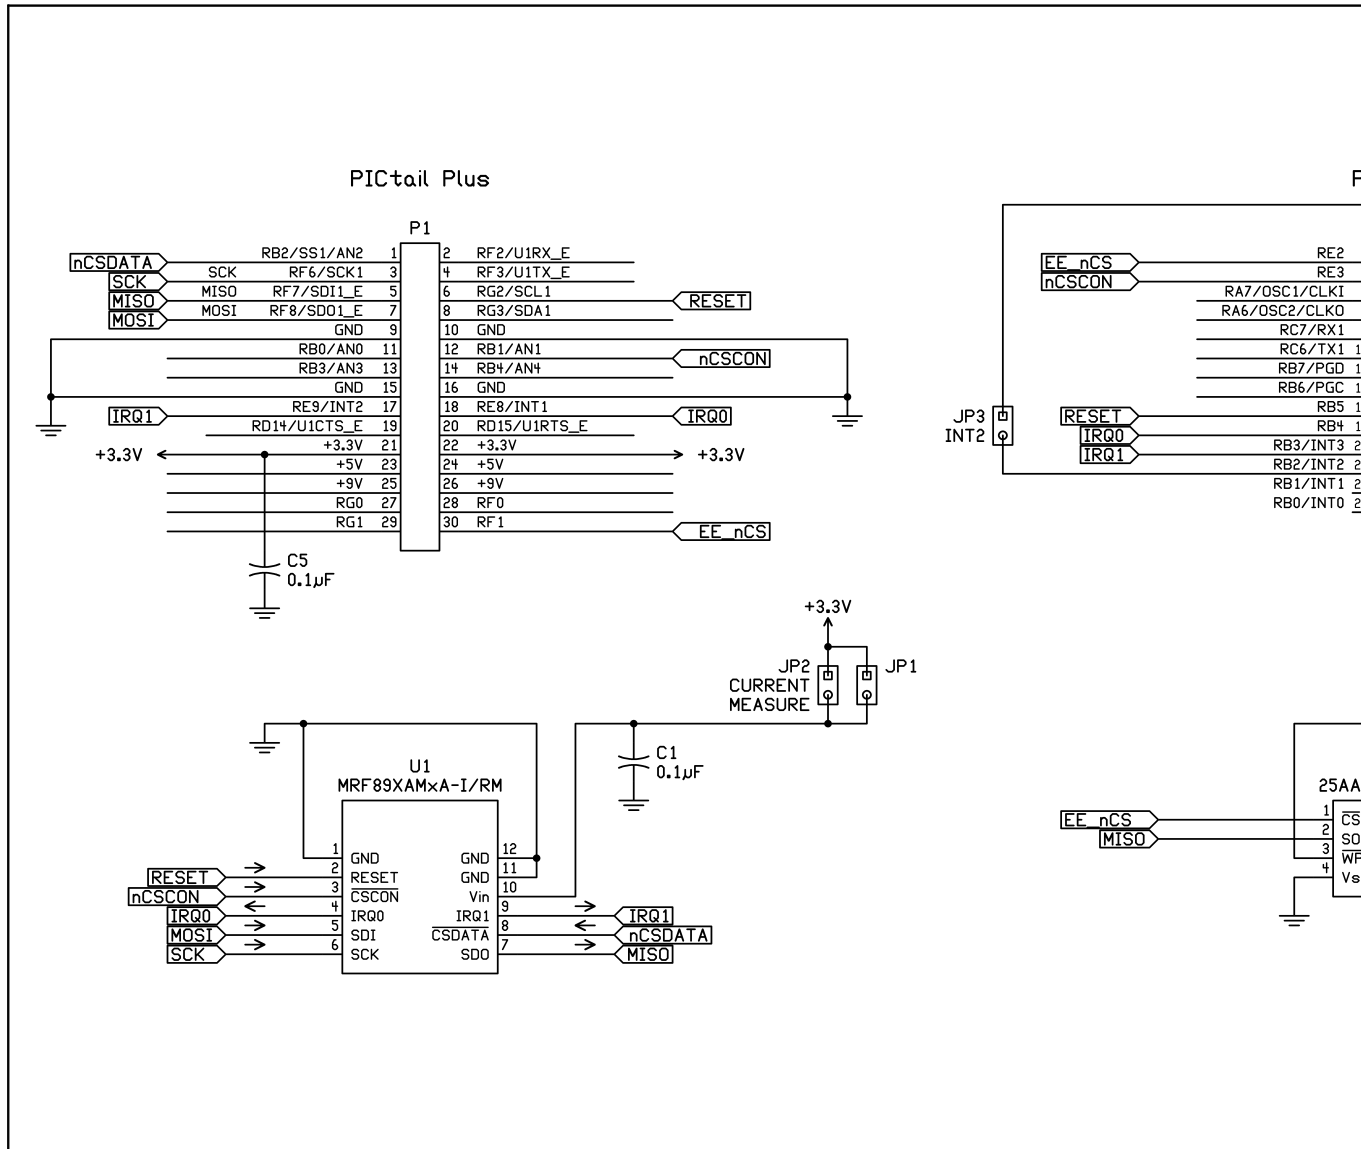 PICtail Plus
P
P1
nCSDATA RB2/SS1/AN2 1 2 RF2/U1RX_E
SCK SCK RF6/SCK1 3 4 RF3/U1TX_E
MISO MISO RF7/SDI1_E 5 6 RG2/SCL1 RESET
MOSI MOSI RF8/SDO1_E 7 8 RG3/SDA1
GND 9 10 GND
RB0/AN0 11 12 RB1/AN1 nCSCON
RB3/AN3 13 14 RB4/AN4
GND 15 16 GND
IRQ1 RE9/INT2 17 18 RE8/INT1 IRQ0
RD14/U1CTS_E 19 20 RD15/U1RTS_E
+3.3V +3.3V 21 22 +3.3V +3.3V
+5V 23 24 +5V
+9V 25 26 +9V
RG0 27 28 RF0
RG1 29 30 RF1 EE_nCS
C5
0.1µF
EE_nCS RE2
nCSCON RE3
RA7/OSC1/CLKI
RA6/OSC2/CLKO
RC7/RX1
RC6/TX1 1
RB7/PGD 1
RB6/PGC 1
JP3
INT2
RESET RB5 1
IRQ0 RB4 1
IRQ1 RB3/INT3 2
RB2/INT2 2
RB1/INT1 2
RB0/INT0 2
+3.3V
JP2
CURRENT
MEASURE
JP1
C1
0.1µF
U1
MRF89XAMxA-I/RM
1 GND GND 12
RESET 2 RESET GND 11
nCSCON 3 CSCON Vin 10
IRQ0 4 IRQ0 IRQ1 9 IRQ1
MOSI 5 SDI CSDATA 8 nCSDATA
SCK 6 SCK SDO 7 MISO
25AA
EE_nCS 1 CS
MISO 2 SO
3 WP
4 Vs